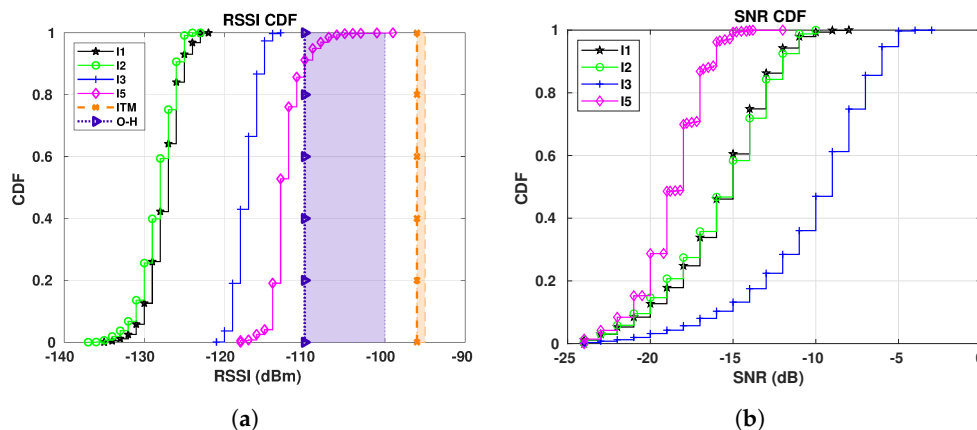 RSSI CDF
I1
I2
I3
I5
ITM
O-H
CDF
1
0.8
0.6
0.4
0.2
0
-140 -130 -120 -110 -100 -90
RSSI (dBm)
(a)
SNR CDF
I1
I2
I3
I5
CDF
1
0.8
0.6
0.4
0.2
0
-25 -20 -15 -10 -5 0
SNR (dB)
(b)